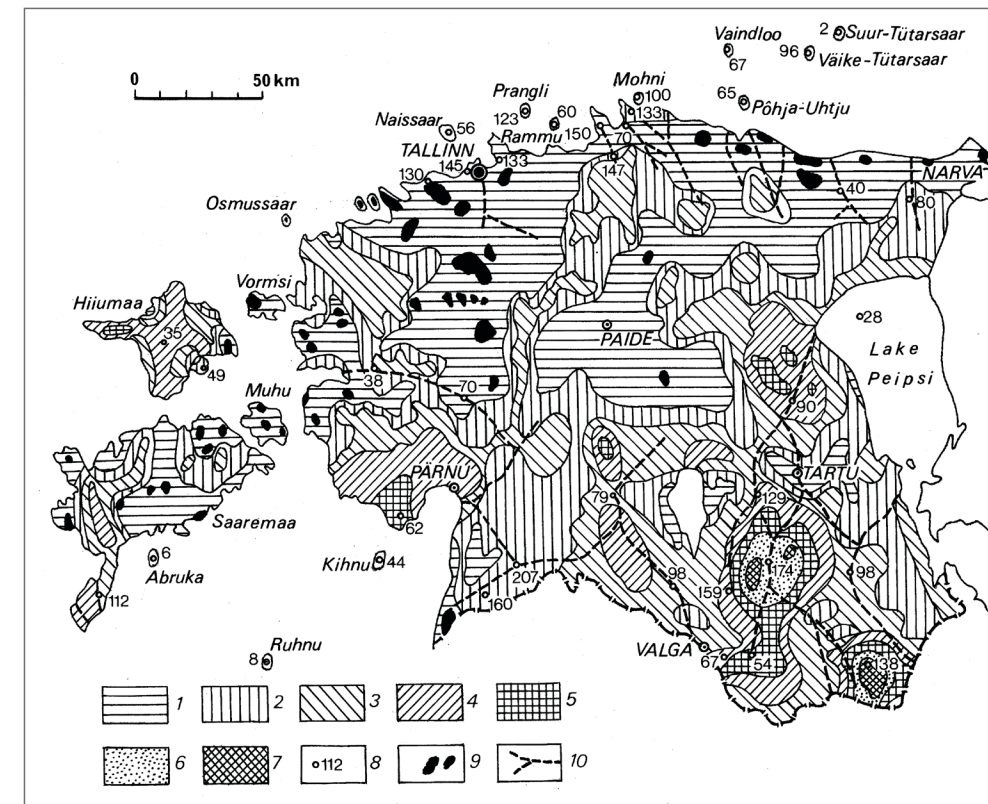 0 50 km
Vaindloo
67
2 Suur-Tütarsaar
96 Väike-Tütarsaar
Mohni
100
133
65
Põhja-Uhtju
Prangli
123
60
Rammu
150
70
Naissaar
56
TALLINN
145
133
130
147
NARVA
40
80
Osmussaar
Vormsi
Hiiumaa
35
49
PAIDE
28
Lake
Peipsi
38
70
90
Muhu
PÄRNU
TARTU
79
129
62
Saaremaa
6
Abruka
Kihnu
44
207
98
159
174
98
112
160
VALGA
67
54
138
Ruhnu
8
1 2 3 4 5
6 7 112 8 9 10